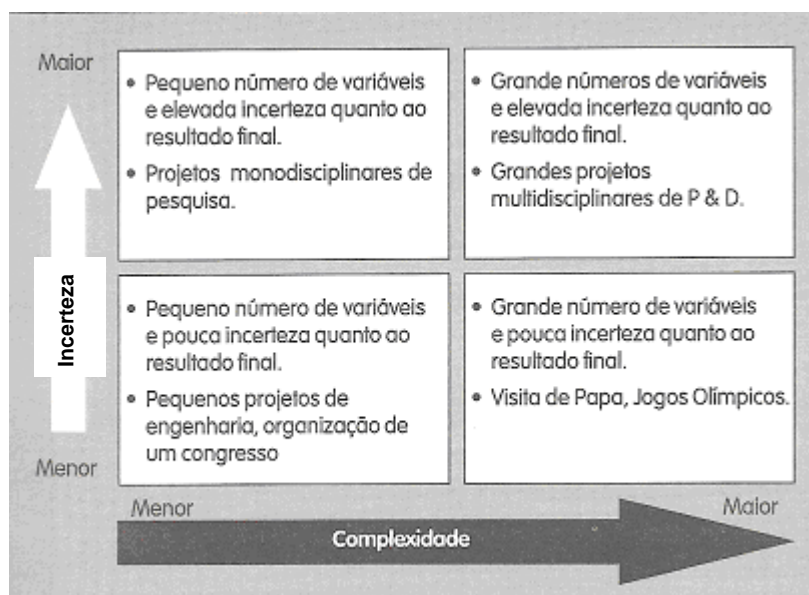 Maior
• Pequeno número de variáveis
e elevada incerteza quanto ao
resultado final.
• Projetos monodisciplinares de
pesquisa.
• Grande números de variáveis
e elevada incerteza quanto ao
resultado final.
• Grandes projetos
multidisciplinares de P & D.
Incerteza
• Pequeno número de variáveis
e pouca incerteza quanto ao
resultado final.
• Pequenos projetos de
engenharia, organização de
um congresso
• Grande número de variáveis
e pouca incerteza quanto ao
resultado final.
• Visita de Papa, Jogos Olímpicos.
Menor
Menor
Maior
Complexidade